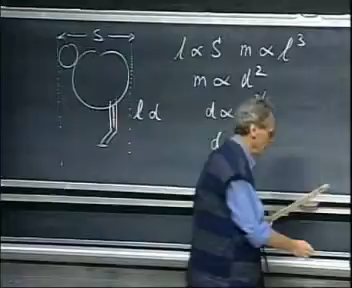 S
l ∝ S m ∝ l³
m ∝ d²
l d
d ∝
d